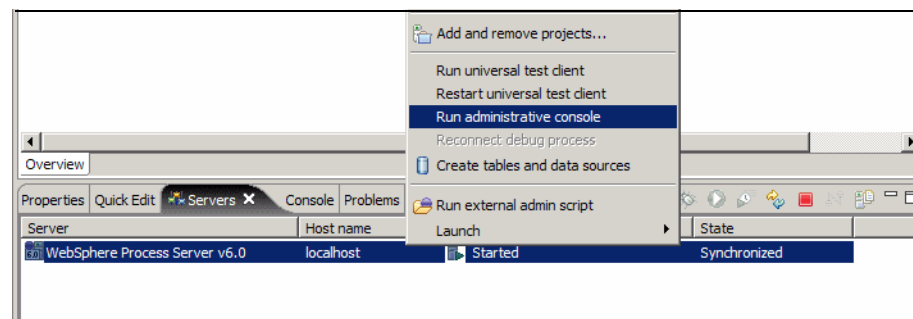 Add and remove projects...
Run universal test client
Restart universal test client
Run administrative console
Reconnect debug process
Create tables and data sources
Run external admin script
Launch
Overview
Properties Quick Edit Servers Console Problems
Server Host name State
WebSphere Process Server v6.0 localhost Started Synchronized